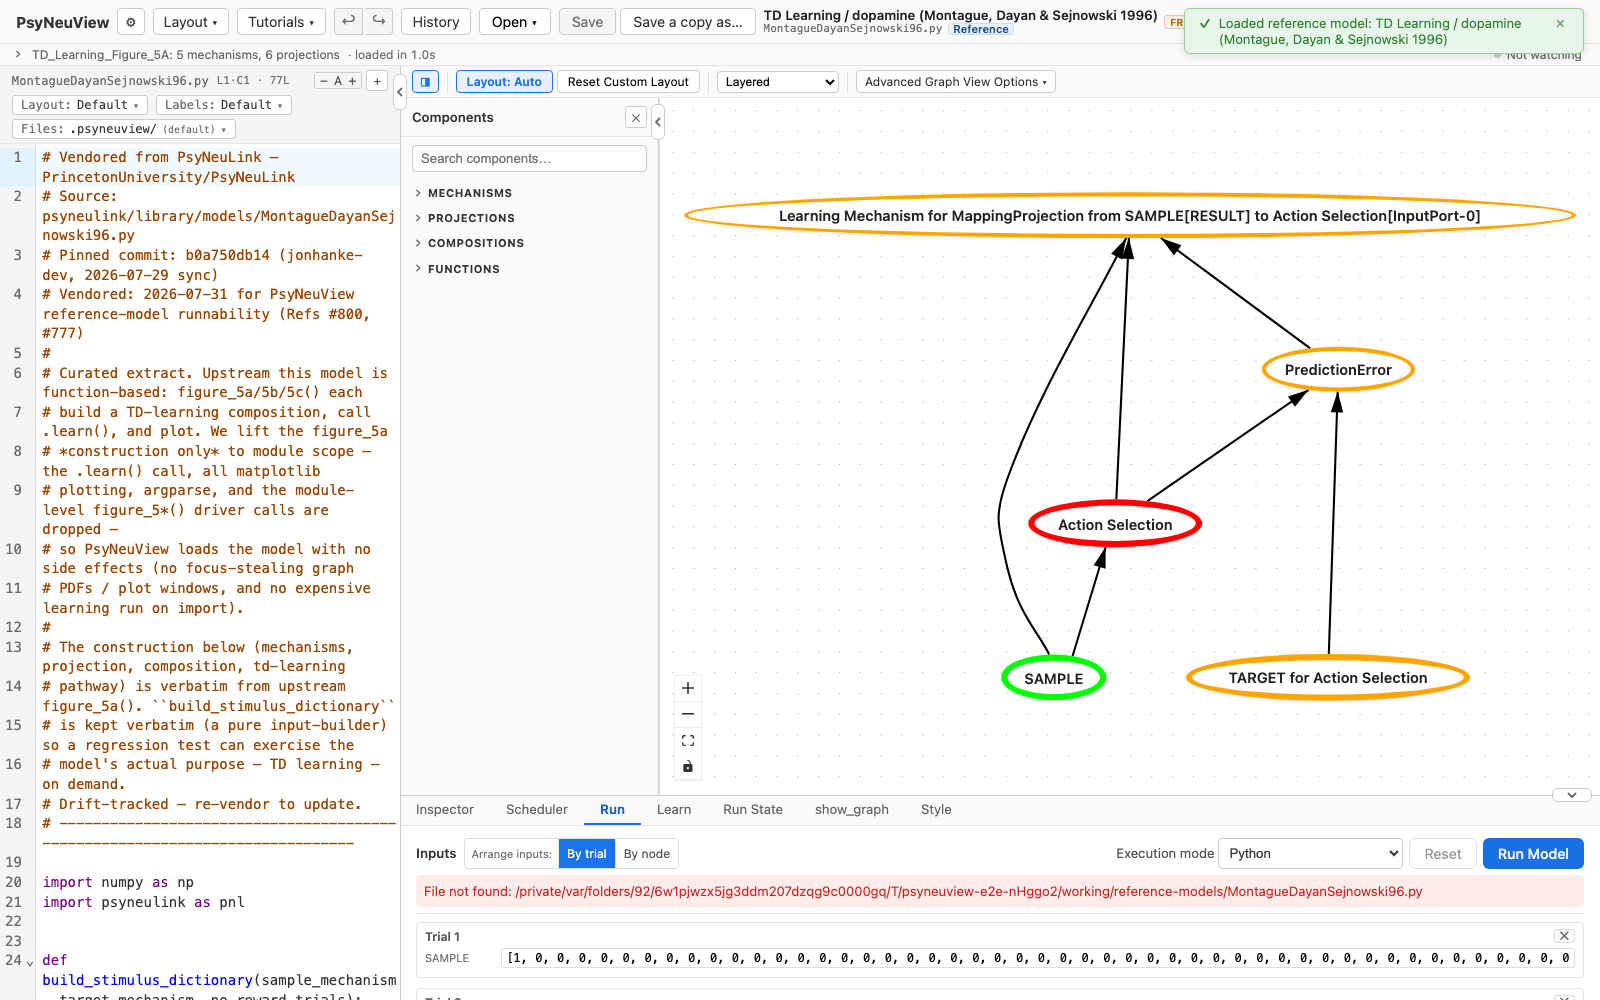 PsyNeuView
Layout
Tutorials
History
Open
Save
Save a copy as...
TD Learning / dopamine (Montague, Dayan & Sejnowski 1996)
MontagueDayanSejnowski96.py
Reference
Loaded reference model: TD Learning / dopamine
(Montague, Dayan & Sejnowski 1996)
TD_Learning_Figure_5A: 5 mechanisms, 6 projections · loaded in 1.0s
Not watching
MontagueDayanSejnowski96.py L1·C1 · 77L
− A +
+
Layout: Default
Labels: Default
Files: .psyneuview/ (default)
Layout: Auto
Reset Custom Layout
Layered
Advanced Graph View Options
1 # Vendored from PsyNeuLink —
PrincetonUniversity/PsyNeuLink
2 # Source:
psyneulink/library/models/MontagueDayanSej
nowski96.py
3 # Pinned commit: b0a750db14 (jonhanke-
dev, 2026-07-29 sync)
4 # Vendored: 2026-07-31 for PsyNeuView
reference-model runnability (Refs #800,
#777)
5 #
6 # Curated extract. Upstream this model is
function-based: figure_5a/5b/5c() each
7 # build a TD-learning composition, call
.learn(), and plot. We lift the figure_5a
8 # *construction only* to module scope —
the .learn() call, all matplotlib
9 # plotting, argparse, and the module-
level figure_5*() driver calls are
dropped —
10 # so PsyNeuView loads the model with no
side effects (no focus-stealing graph
11 # PDFs / plot windows, and no expensive
learning run on import).
12 #
13 # The construction below (mechanisms,
projection, composition, td-learning
14 # pathway) is verbatim from upstream
figure_5a(). ``build_stimulus_dictionary``
15 # is kept verbatim (a pure input-builder)
so a regression test can exercise the
16 # model's actual purpose — TD learning —
on demand.
17 # Drift-tracked — re-vendor to update.
18
19
20 import numpy as np
21 import psyneulink as pnl
22
23
24 def
build_stimulus_dictionary(sample_mechanism
, target_mechanism, no_reward_trials):
Components
Search components…
MECHANISMS
PROJECTIONS
COMPOSITIONS
FUNCTIONS
Learning Mechanism for MappingProjection from SAMPLE[RESULT] to Action Selection[InputPort-0]
PredictionError
Action Selection
SAMPLE
TARGET for Action Selection
Inspector
Scheduler
Run
Learn
Run State
show_graph
Style
Inputs
Arrange inputs:
By trial
By node
Execution mode
Python
Reset
Run Model
File not found: /private/var/folders/92/6w1pjwzx5jg3ddm207dzqg9c0000gq/T/psyneuview-e2e-nHggo2/working/reference-models/MontagueDayanSejnowski96.py
Trial 1
SAMPLE
[1, 0, 0, 0, 0, 0, 0, 0, 0, 0, 0, 0, 0, 0, 0, 0, 0, 0, 0, 0, 0, 0, 0, 0, 0, 0, 0, 0, 0, 0, 0, 0, 0, 0, 0, 0, 0, 0, 0, 0, 0, 0, 0, 0, 0, 0, 0, 0, 0